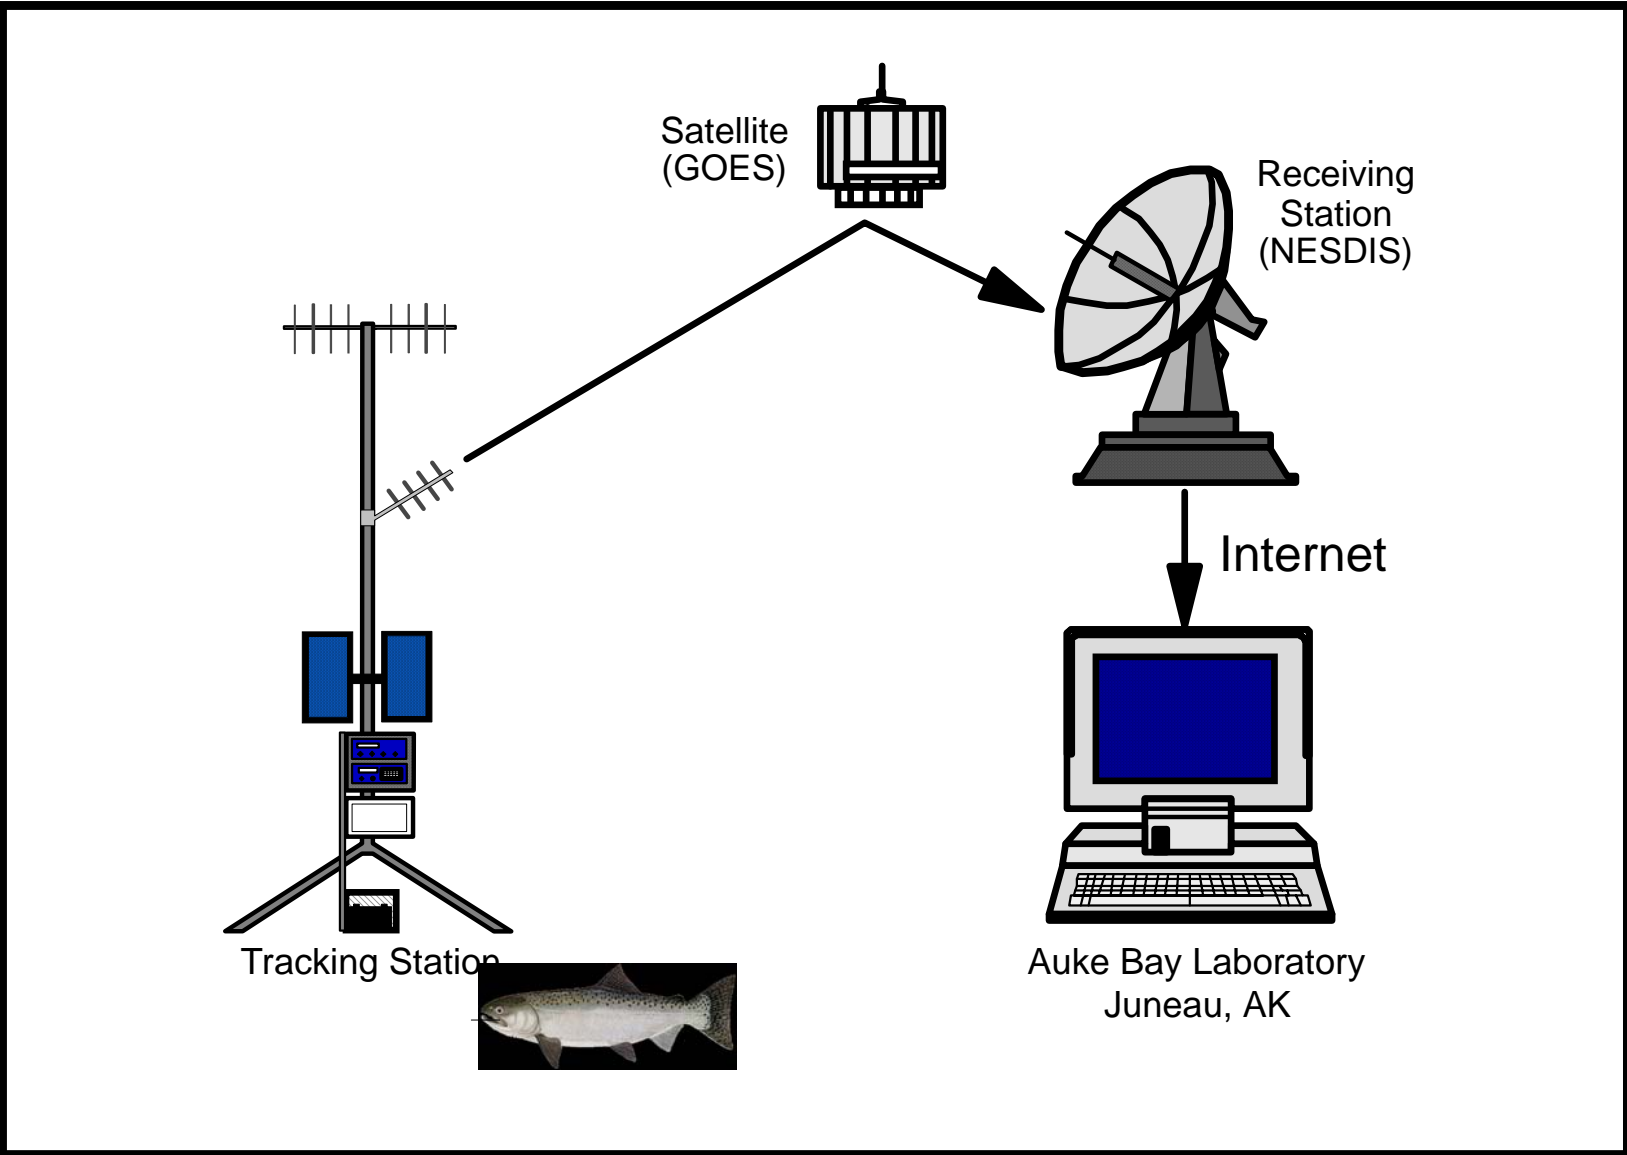 Satellite
(GOES)
Receiving
Station
(NESDIS)
Internet
Tracking Station
Auke Bay Laboratory
Juneau, AK